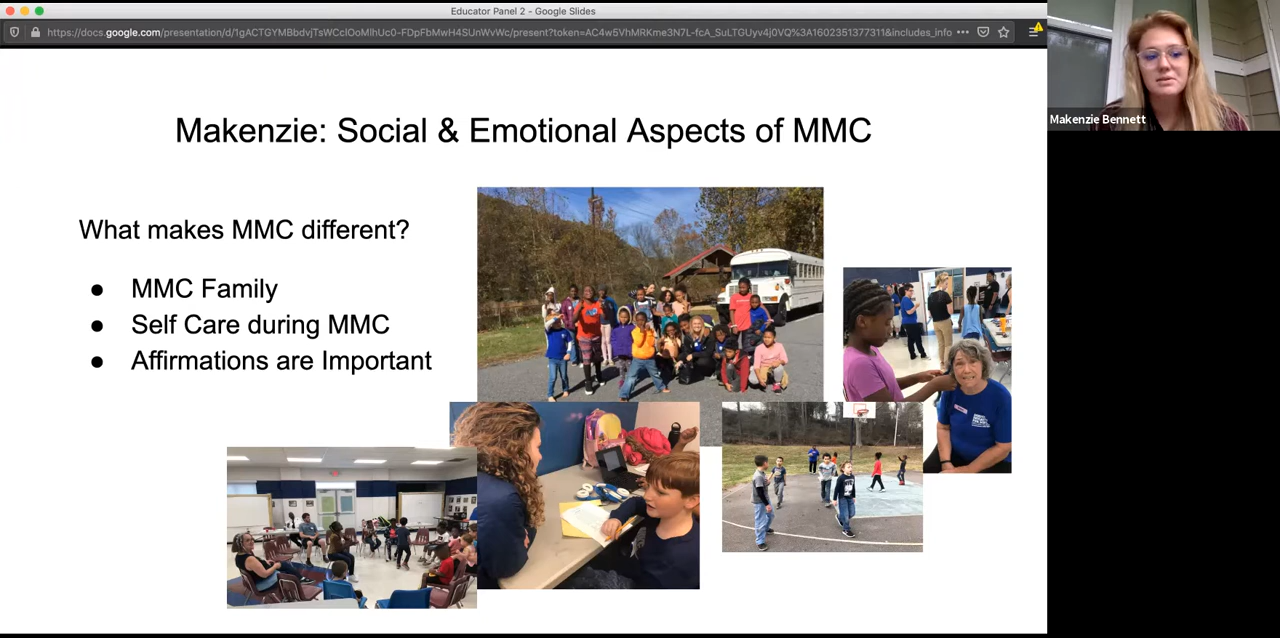 Educator Panel 2 - Google Slides
https://docs.google.com/presentation/d/1gACTGYMBbdvjTsWCclOoMlhUc0-FDpFbMwH4SUnWvWc/present?token=AC4w5VhMRKme3N7L-fcA_SuLTGUyv4j0VQ%3A1602351377311&includes_info
Makenzie Bennett
Makenzie: Social & Emotional Aspects of MMC
What makes MMC different?
● MMC Family
● Self Care during MMC
● Affirmations are Important